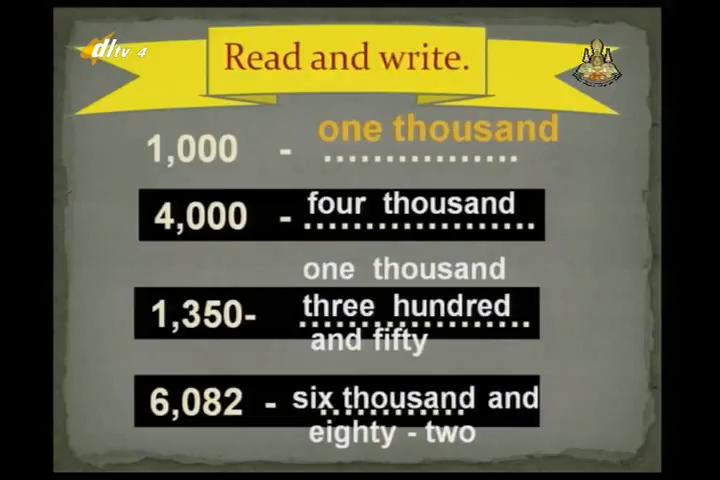 dltv 4
Read and write.
1,000 - one thousand
4,000 - four thousand
one thousand
1,350- three hundred
and fifty
6,082 - six thousand and
eighty - two